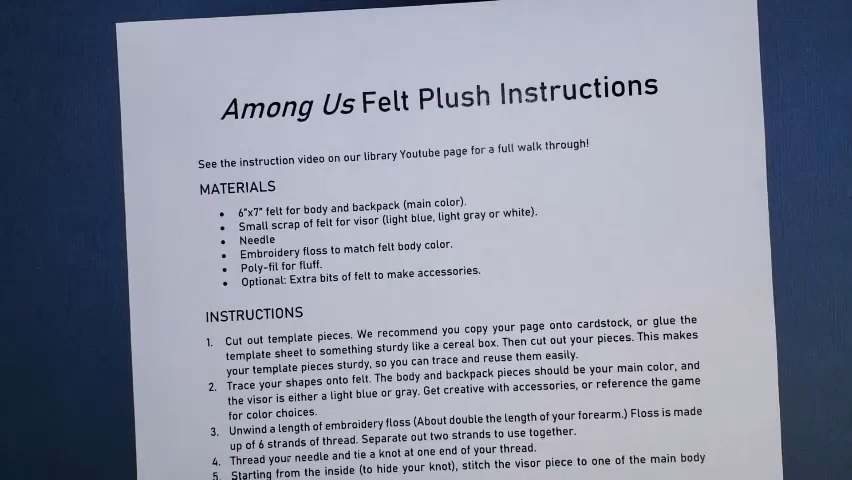 Among Us Felt Plush Instructions
See the instruction video on our library Youtube page for a full walk through!
MATERIALS
• 6"x7" felt for body and backpack (main color).
• Small scrap of felt for visor (light blue, light gray or white).
• Needle
• Embroidery floss to match felt body color.
• Poly-fil for fluff.
• Optional: Extra bits of felt to make accessories.
INSTRUCTIONS
1. Cut out template pieces. We recommend you copy your page onto cardstock, or glue the
template sheet to something sturdy like a cereal box. Then cut out your pieces. This makes
your template pieces sturdy, so you can trace and reuse them easily.
2. Trace your shapes onto felt. The body and backpack pieces should be your main color, and
the visor is either a light blue or gray. Get creative with accessories, or reference the game
for color choices.
3. Unwind a length of embroidery floss (About double the length of your forearm.) Floss is made
up of 6 strands of thread. Separate out two strands to use together.
4. Thread your needle and tie a knot at one end of your thread.
5. Starting from the inside (to hide your knot), stitch the visor piece to one of the main body